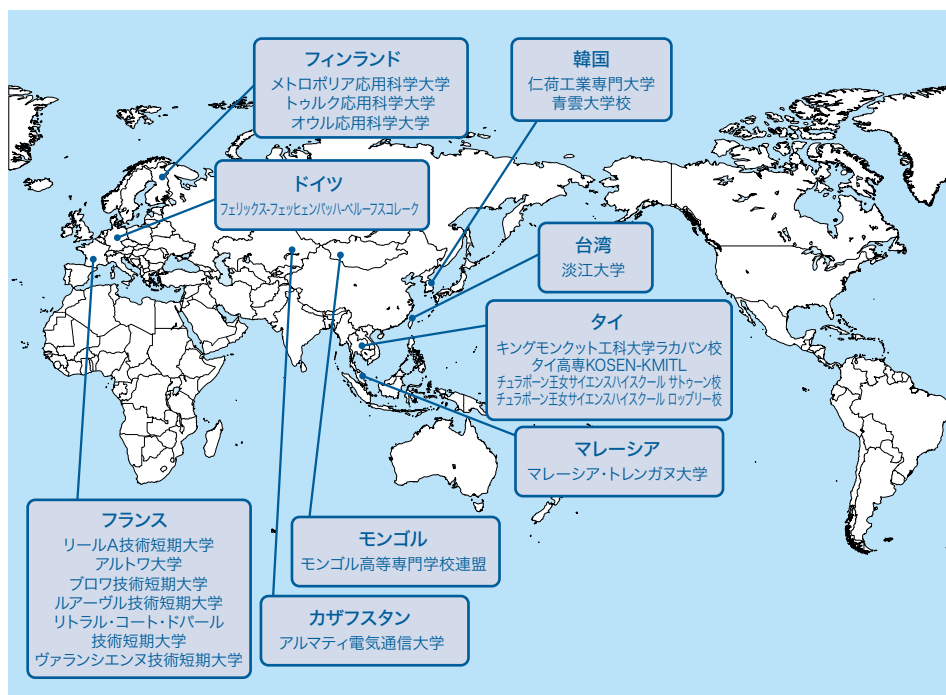 フィンランド
メトロポリア応用科学大学
トゥルク応用科学大学
オウル応用科学大学
韓国
仁荷工業専門大学
青雲大学校
ドイツ
フェリックス-フェッヒェンバッハ-ベルーフスコレーク
台湾
淡江大学
タイ
キングモンクット工科大学ラカバン校
タイ高専KOSEN-KMITL
チュラポーン王女サイエンスハイスクール サトゥーン校
チュラポーン王女サイエンスハイスクール ロッブリー校
マレーシア
マレーシア・トレンガヌ大学
フランス
リールA技術短期大学
アルトワ大学
ブロワ技術短期大学
ルアーヴル技術短期大学
リトラル・コート・ドパール
技術短期大学
ヴァランシエンヌ技術短期大学
モンゴル
モンゴル高等専門学校連盟
カザフスタン
アルマティ電気通信大学